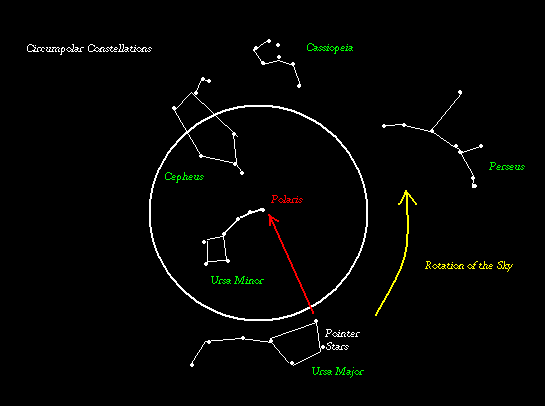 Circumpolar Constellations
Cassiopeia
Cepheus
Perseus
Polaris
Rotation of the Sky
Ursa Minor
Pointer
Stars
Ursa Major